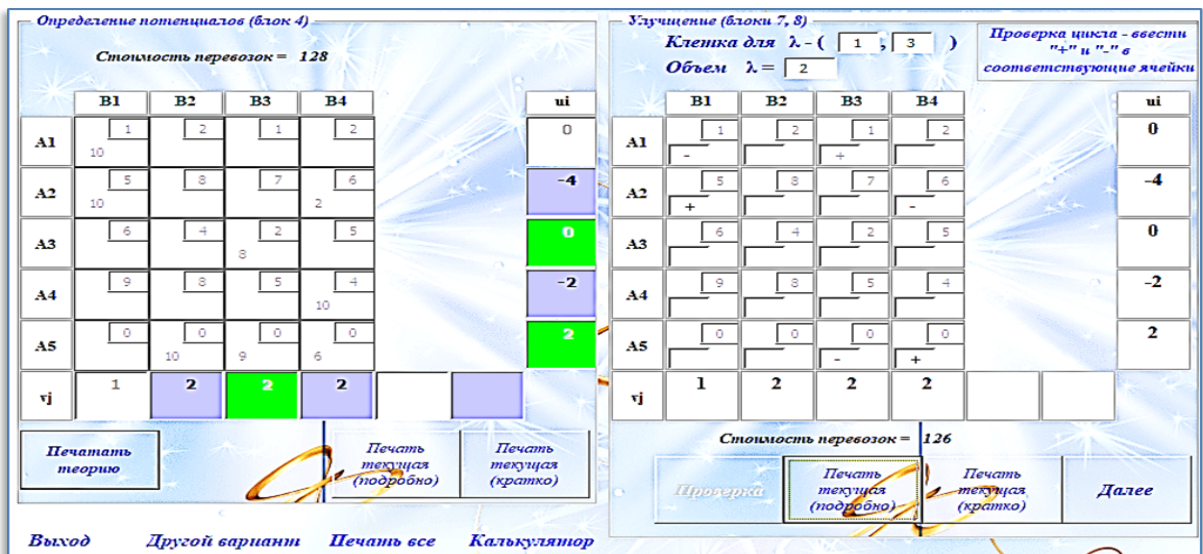 Определение потенциалов (блок 4)
Стоимость перевозок = 128
B1 B2 B3 B4 ui
A1 1 2 1 2 0
10
A2 5 8 7 6 -4
10 2
A3 6 4 2 5 0
8
A4 9 8 5 4 -2
10
A5 0 0 0 0 2
10 9 6
vj 1 2 2 2
Печатать
теорию
Печать
текущая
(подробно)
Печать
текущая
(кратко)
Улучщение (блоки 7, 8)
Клетка для λ - ( 1 , 3 )
Объем λ = 2
Проверка цикла - ввести
"+" и "-" в
соответствующие ячейки
B1 B2 B3 B4 ui
A1 1 2 1 2 0
- +
A2 5 8 7 6 -4
+ -
A3 6 4 2 5 0
A4 9 8 5 4 -2
A5 0 0 0 0 2
- +
vj 1 2 2 2
Стоимость перевозок = 126
Проверка
Печать
текущая
(подробно)
Печать
текущая
(кратко)
Далее
Выход Другой вариант Печать все Калькулятор